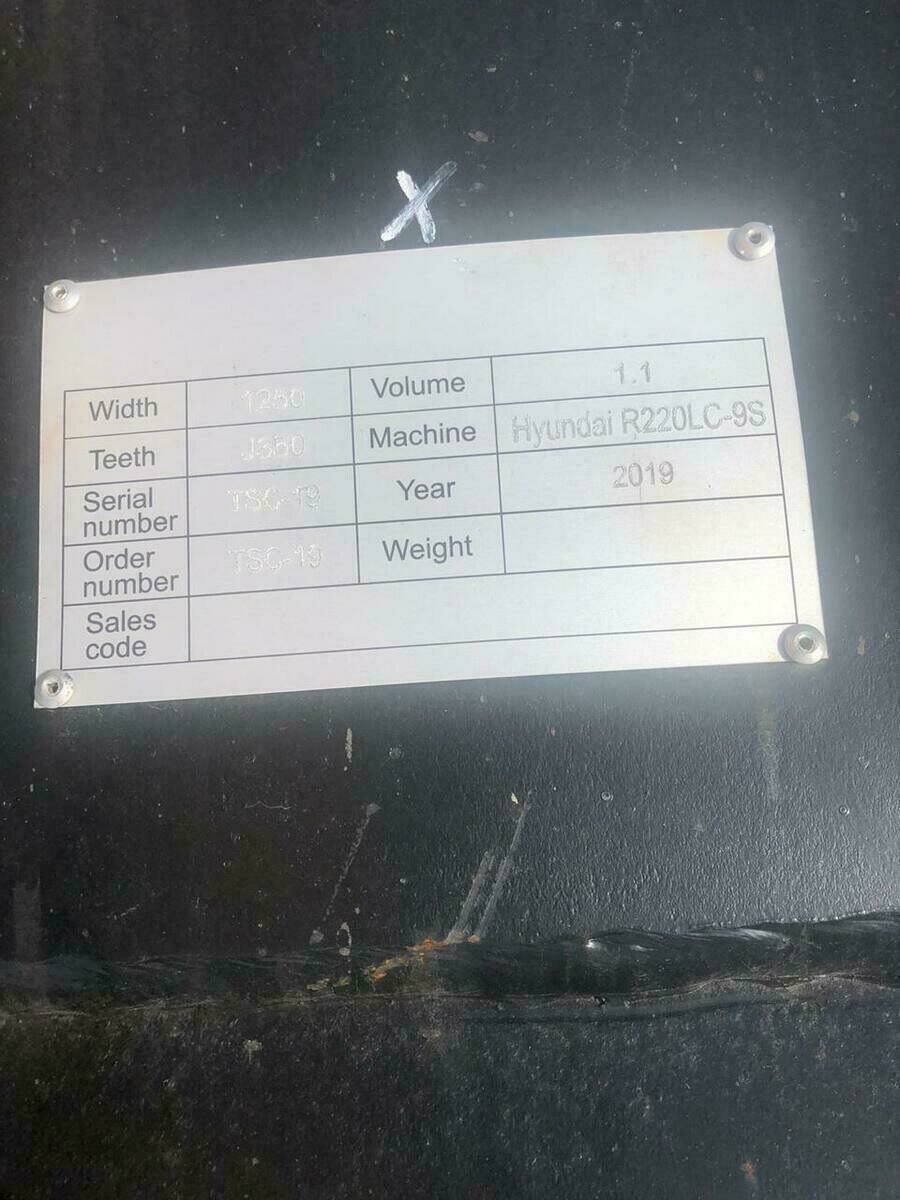 X
Width 1250 Volume 1.1
Teeth J350 Machine Hyundai R220LC-9S
Serial number TSC-19 Year 2019
Order number TSC-19 Weight
Sales code